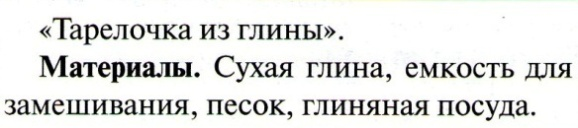 «Тарелочка из глины».
Материалы. Сухая глина, емкость для
замешивания, песок, глиняная посуда.